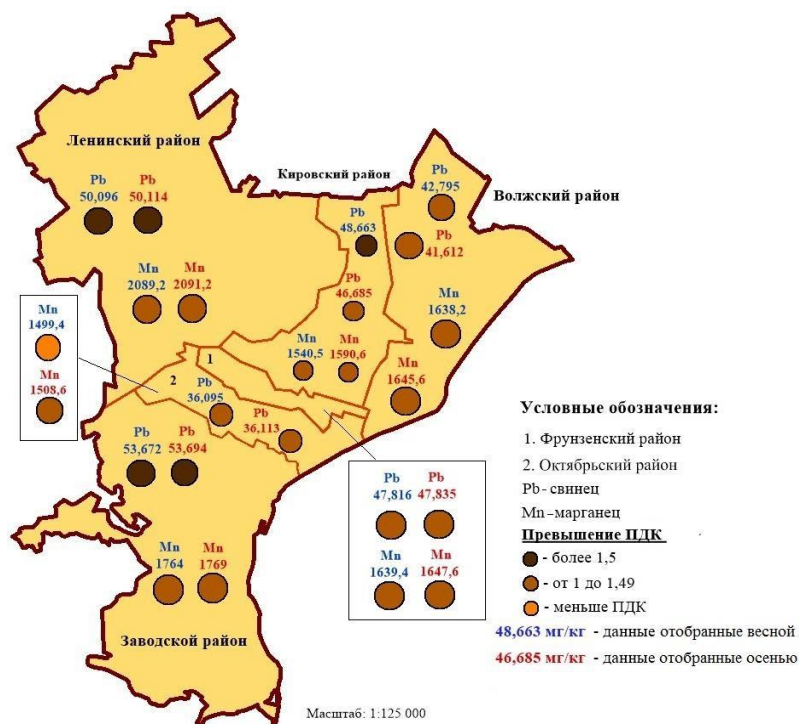 Ленинский район
Кировский район
Волжский район
Pb
50,096
Pb
50,114
Pb
48,663
Pb
42,795
Pb
41,612
Mn
2089,2
Mn
2091,2
Pb
46,685
Mn
1638,2
Mn
1499,4
Mn
1508,6
Mn
1540,5
Mn
1590,6
Mn
1645,6
1
2
Pb
36,095
Pb
36,113
Pb
53,672
Pb
53,694
Pb
47,816
Pb
47,835
Mn
1639,4
Mn
1647,6
Mn
1764
Mn
1769
Заводской район
Масштаб: 1:125 000
Условные обозначения:
1. Фрунзенский район
2. Октябрьский район
Pb-свинец
Mn-марганец
Превышение ПДК
- более 1,5
- от 1 до 1,49
- меньше ПДК
48,663 мг/кг - данные отобранные весной
46,685 мг/кг - данные отобранные осенью